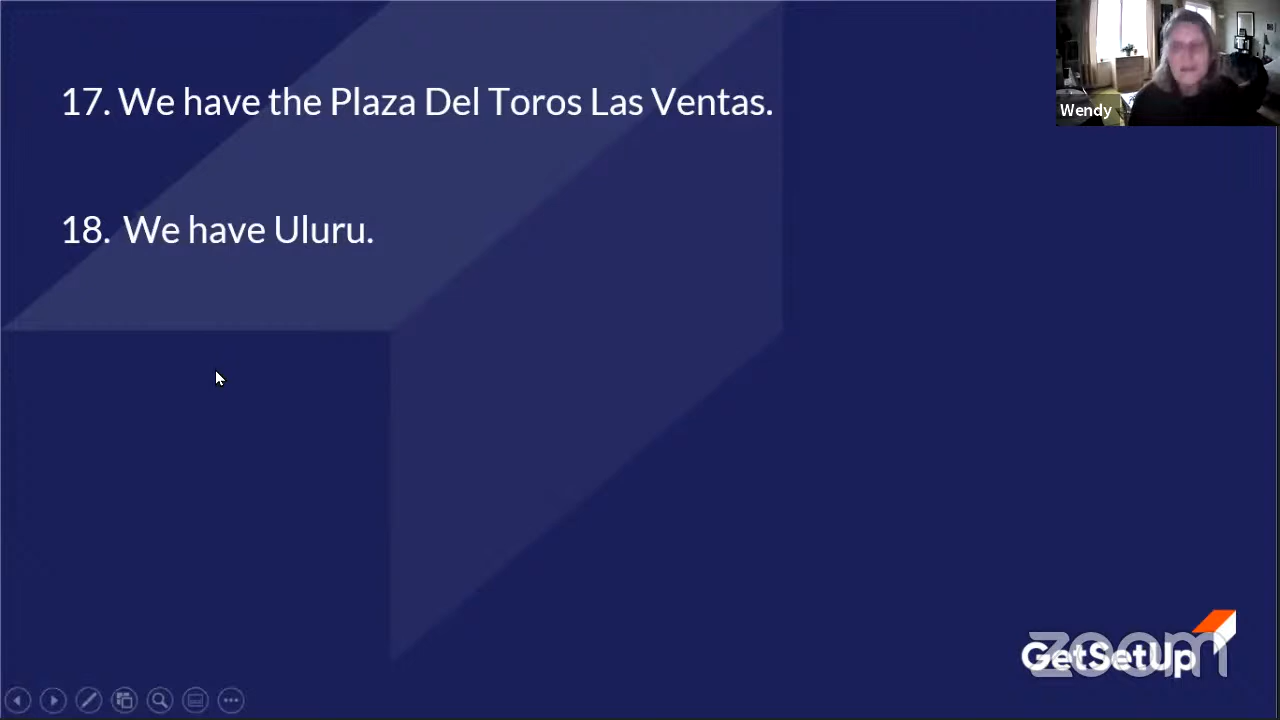 17. We have the Plaza Del Toros Las Ventas.
Wendy
18. We have Uluru.
zoom
GetSetUp